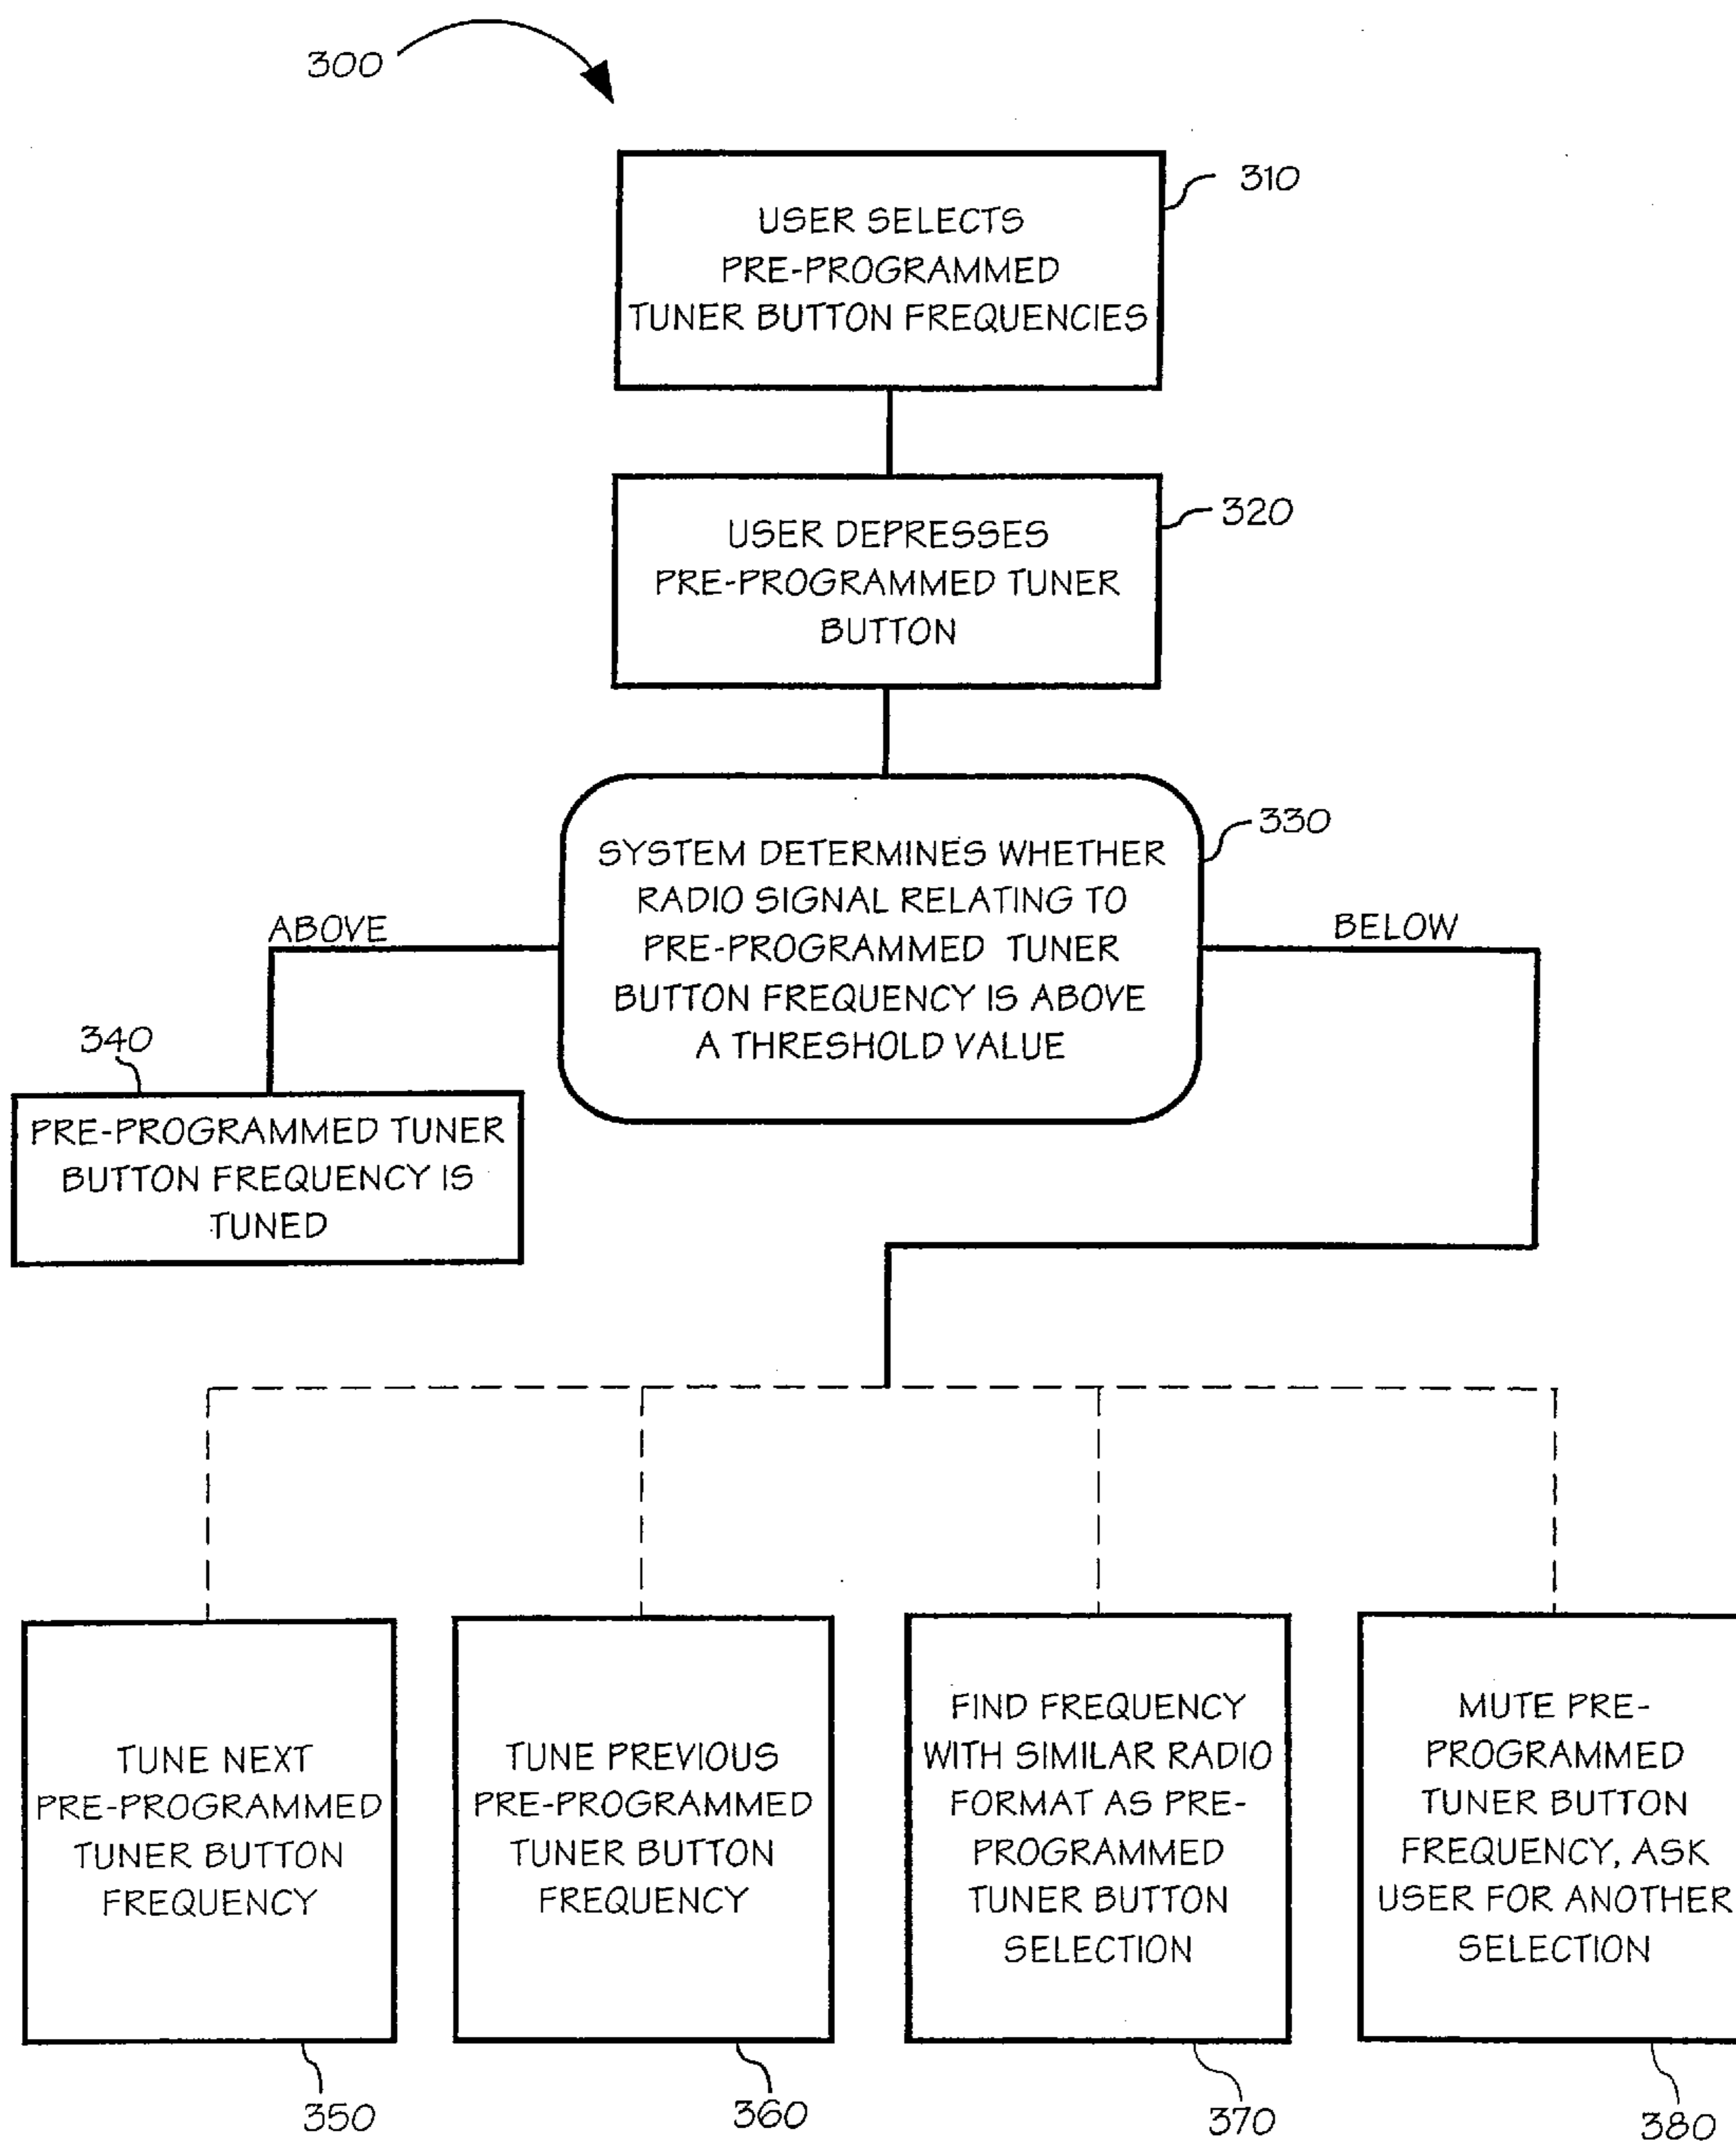 300
310
USER SELECTS
PRE-PROGRAMMED
TUNER BUTTON FREQUENCIES
320
USER DEPRESSES
PRE-PROGRAMMED TUNER
BUTTON
330
SYSTEM DETERMINES WHETHER
RADIO SIGNAL RELATING TO
PRE-PROGRAMMED TUNER
BUTTON FREQUENCY IS ABOVE
A THRESHOLD VALUE
ABOVE
BELOW
340
PRE-PROGRAMMED TUNER
BUTTON FREQUENCY IS
TUNED
TUNE NEXT
PRE-PROGRAMMED
TUNER BUTTON
FREQUENCY
350
TUNE PREVIOUS
PRE-PROGRAMMED
TUNER BUTTON
FREQUENCY
360
FIND FREQUENCY
WITH SIMILAR RADIO
FORMAT AS PRE-
PROGRAMMED
TUNER BUTTON
SELECTION
370
MUTE PRE-
PROGRAMMED
TUNER BUTTON
FREQUENCY, ASK
USER FOR ANOTHER
SELECTION
380